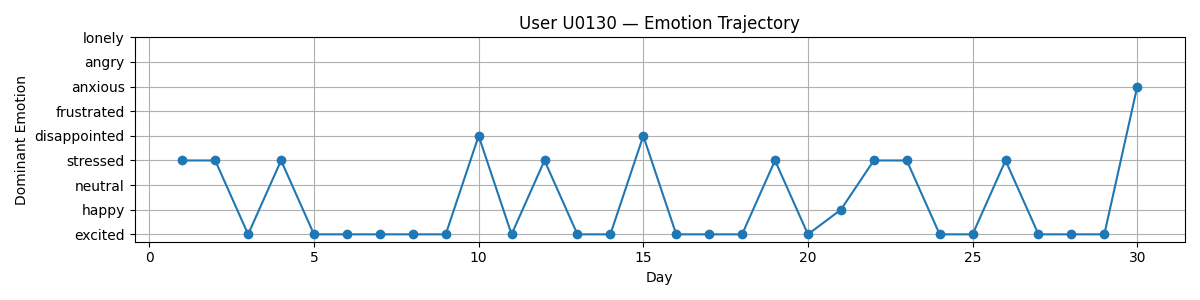 User U0130 — Emotion Trajectory
Dominant Emotion
lonely
angry
anxious
frustrated
disappointed
stressed
neutral
happy
excited
0 5 10 15 20 25 30
Day